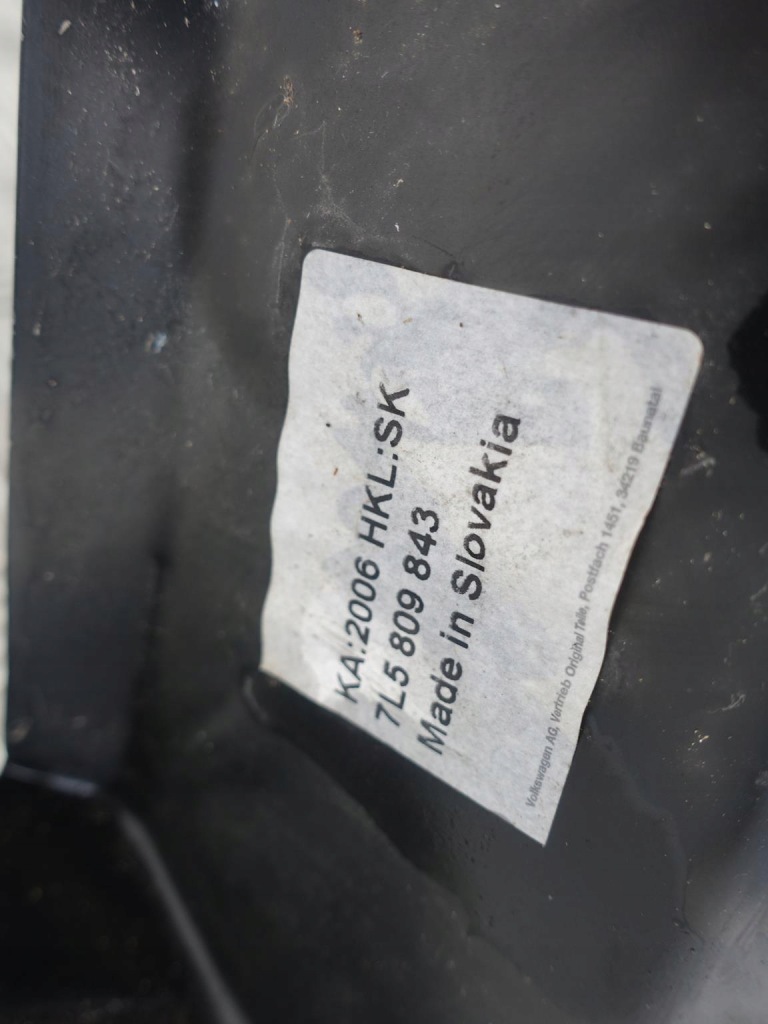 KA:2006 HKL:SK
7L5 809 843
Made in Slovakia
Volkswagen AG, Vertrieb Original Teile, Postfach 1451, 34219 Baunatal